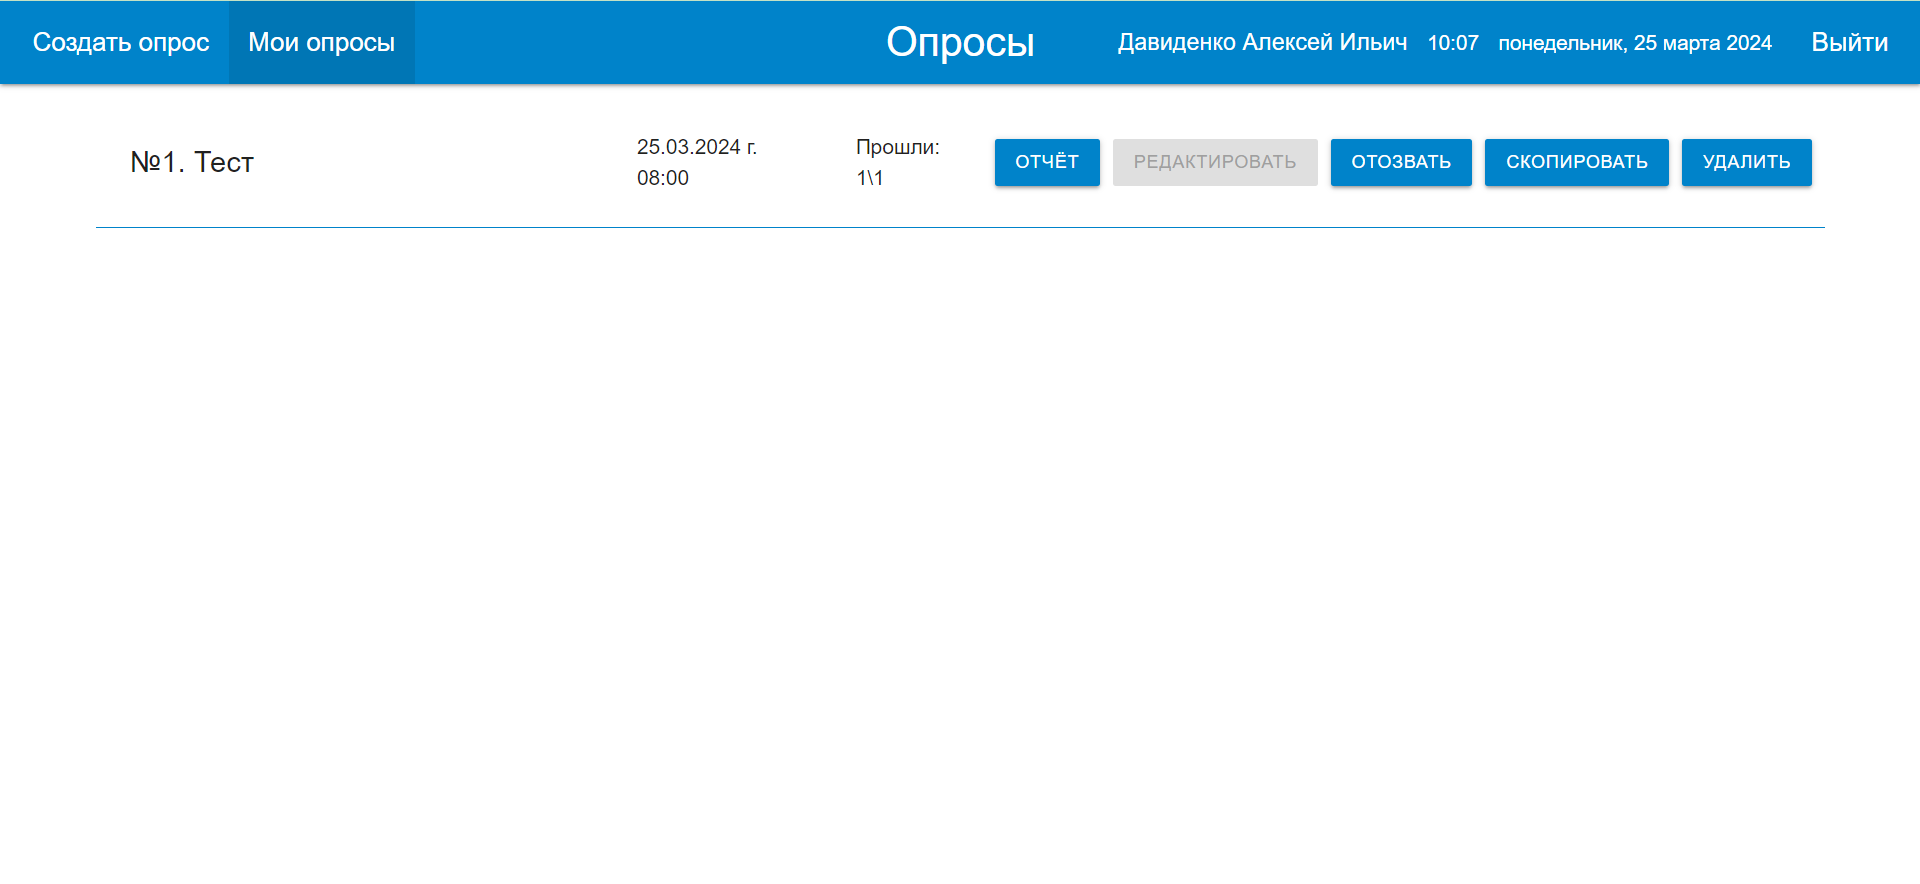 Создать опрос Мои опросы Опросы Давиденко Алексей Ильич 10:07 понедельник, 25 марта 2024 Выйти
№1. Тест
25.03.2024 г.
08:00
Прошли:
1\1
ОТЧЁТ РЕДАКТИРОВАТЬ ОТОЗВАТЬ СКОПИРОВАТЬ УДАЛИТЬ